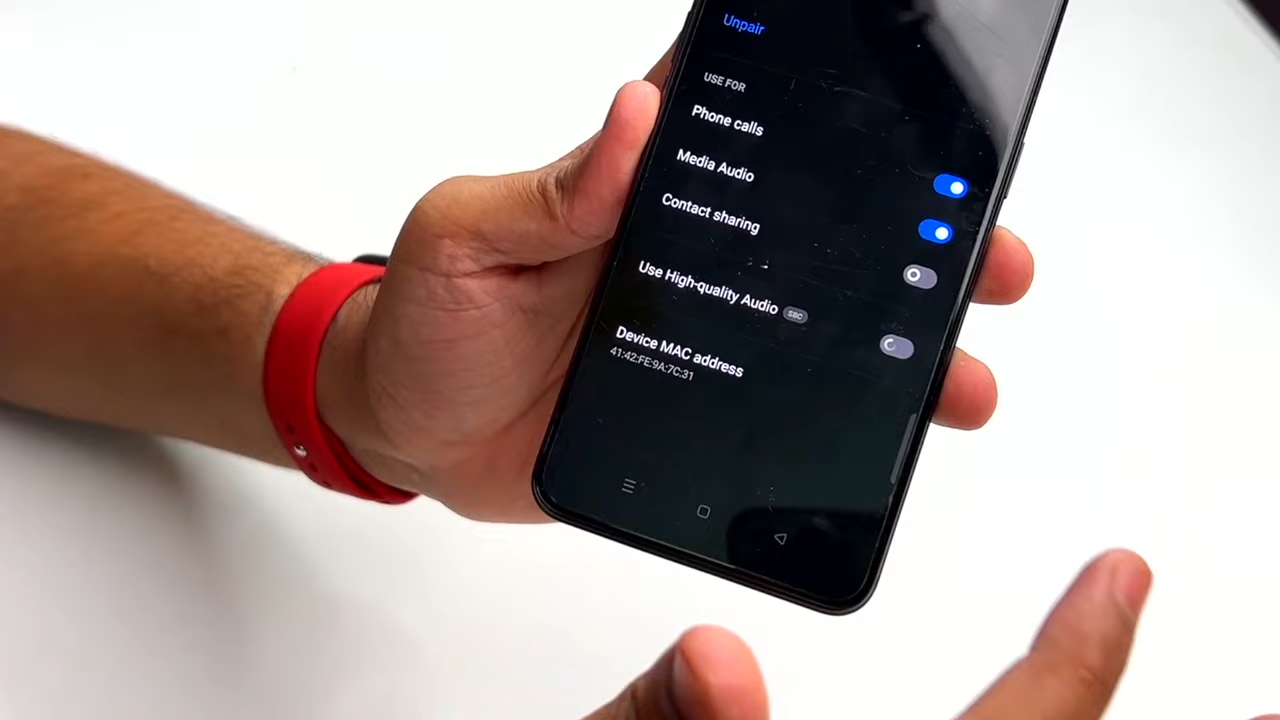 Unpair
USE FOR
Phone calls
Media Audio
Contact sharing
Use High-quality Audio SBC
Device MAC address
41:42:FE:9A:7C:31